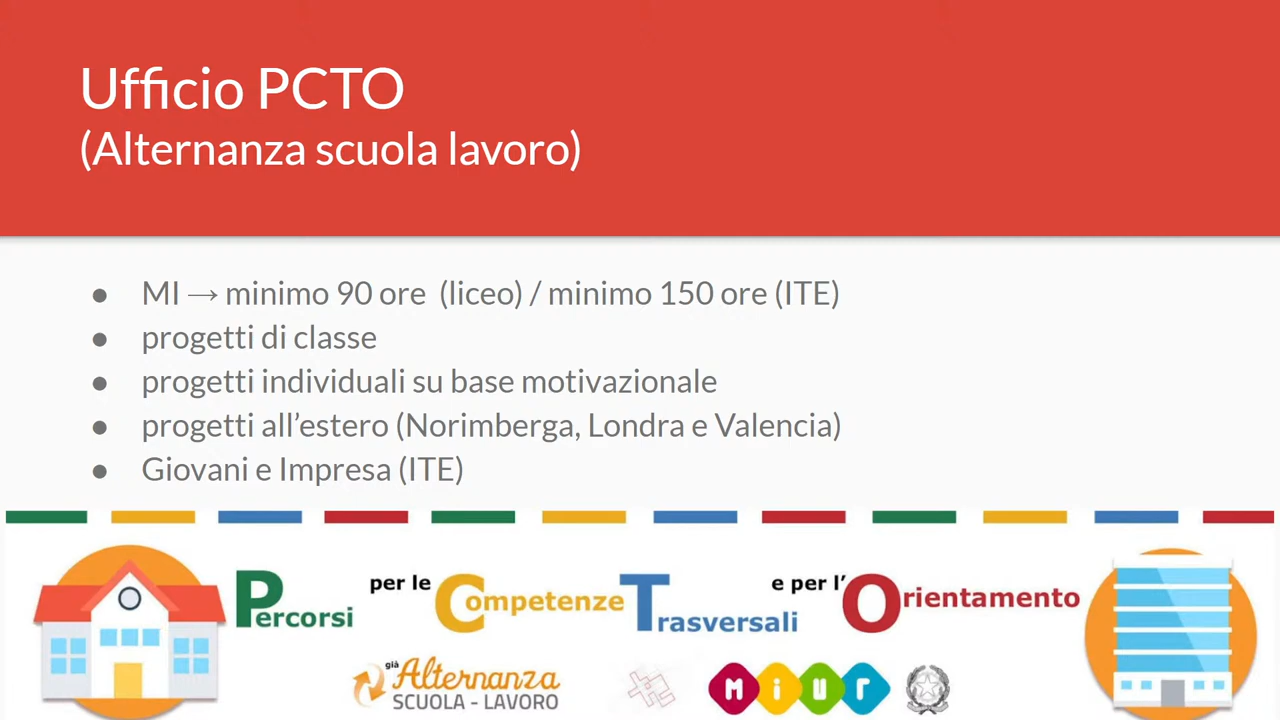 Ufficio PCTO
(Alternanza scuola lavoro)
● MI → minimo 90 ore (liceo) / minimo 150 ore (ITE)
● progetti di classe
● progetti individuali su base motivazionale
● progetti all’estero (Norimberga, Londra e Valencia)
● Giovani e Impresa (ITE)
Percorsi per le Competenze Trasversali e per l’Orientamento
già Alternanza
SCUOLA - LAVORO
MIUR